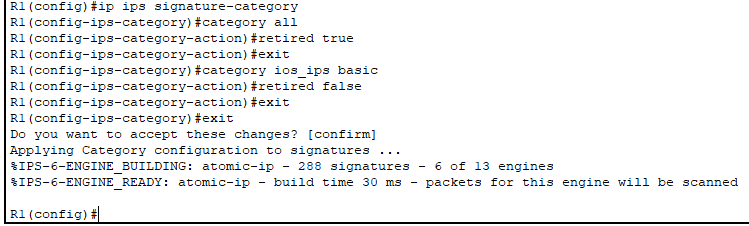 R1(config)#ip ips signature-category
R1(config-ips-category)#category all
R1(config-ips-category-action)#retired true
R1(config-ips-category-action)#exit
R1(config-ips-category)#category ios_ips basic
R1(config-ips-category-action)#retired false
R1(config-ips-category-action)#exit
R1(config-ips-category)#exit
Do you want to accept these changes? [confirm]
Applying Category configuration to signatures ...
%IPS-6-ENGINE_BUILDING: atomic-ip - 288 signatures - 6 of 13 engines
%IPS-6-ENGINE_READY: atomic-ip - build time 30 ms - packets for this engine will be scanned
R1(config)#